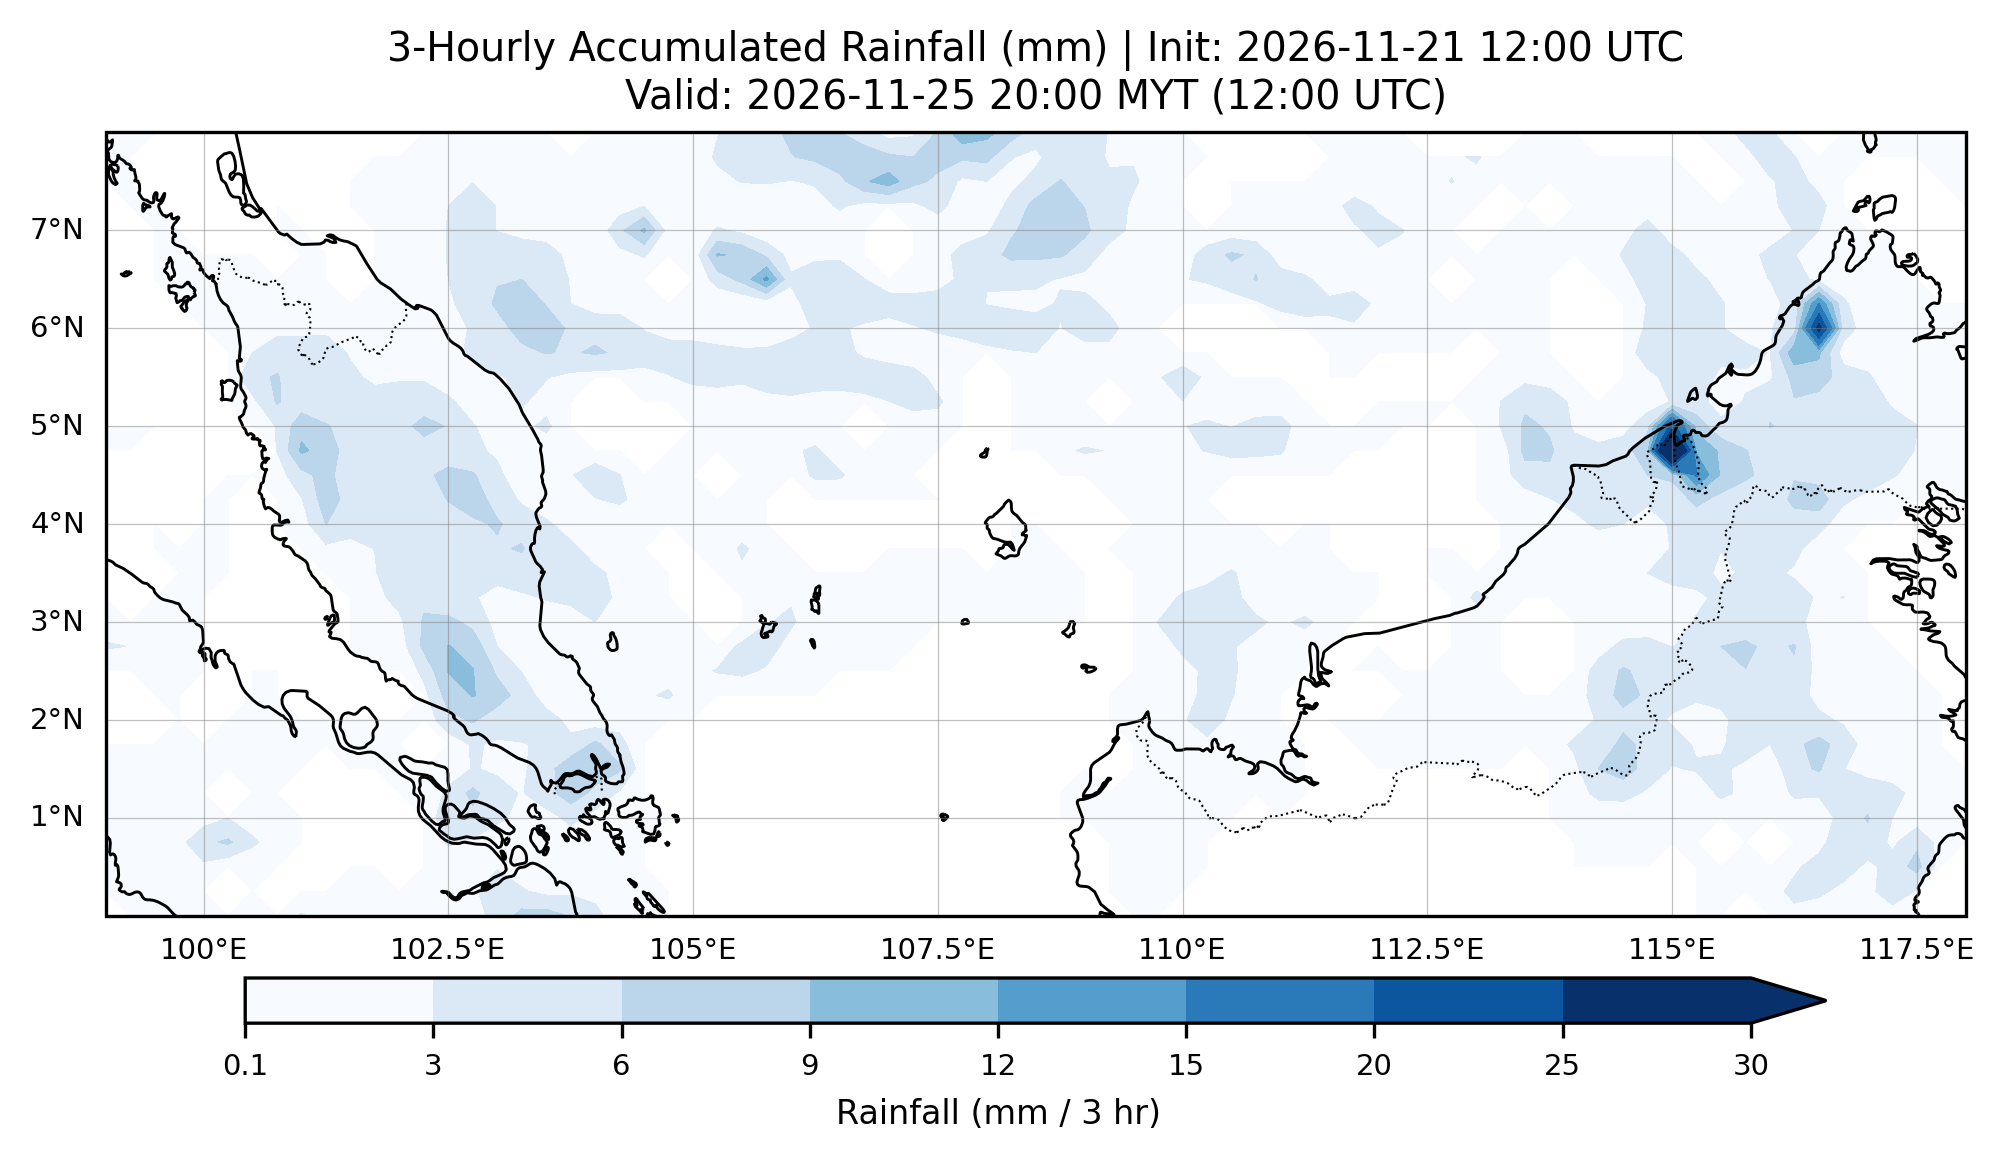 3-Hourly Accumulated Rainfall (mm) | Init: 2026-11-21 12:00 UTC
Valid: 2026-11-25 20:00 MYT (12:00 UTC)
7°N
6°N
5°N
4°N
3°N
2°N
1°N
100°E 102.5°E 105°E 107.5°E 110°E 112.5°E 115°E 117.5°E
0.1 3 6 9 12 15 20 25 30
Rainfall (mm / 3 hr)